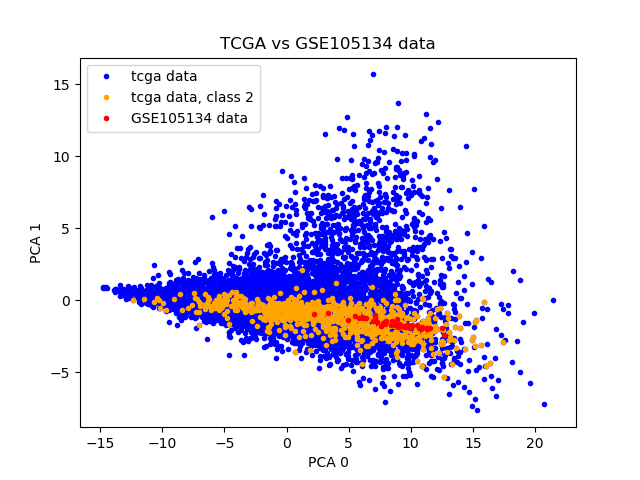 TCGA vs GSE105134 data
tcga data
tcga data, class 2
GSE105134 data
15
10
5
0
−5
PCA 1
−15
−10
−5
0
5
10
15
20
PCA 0